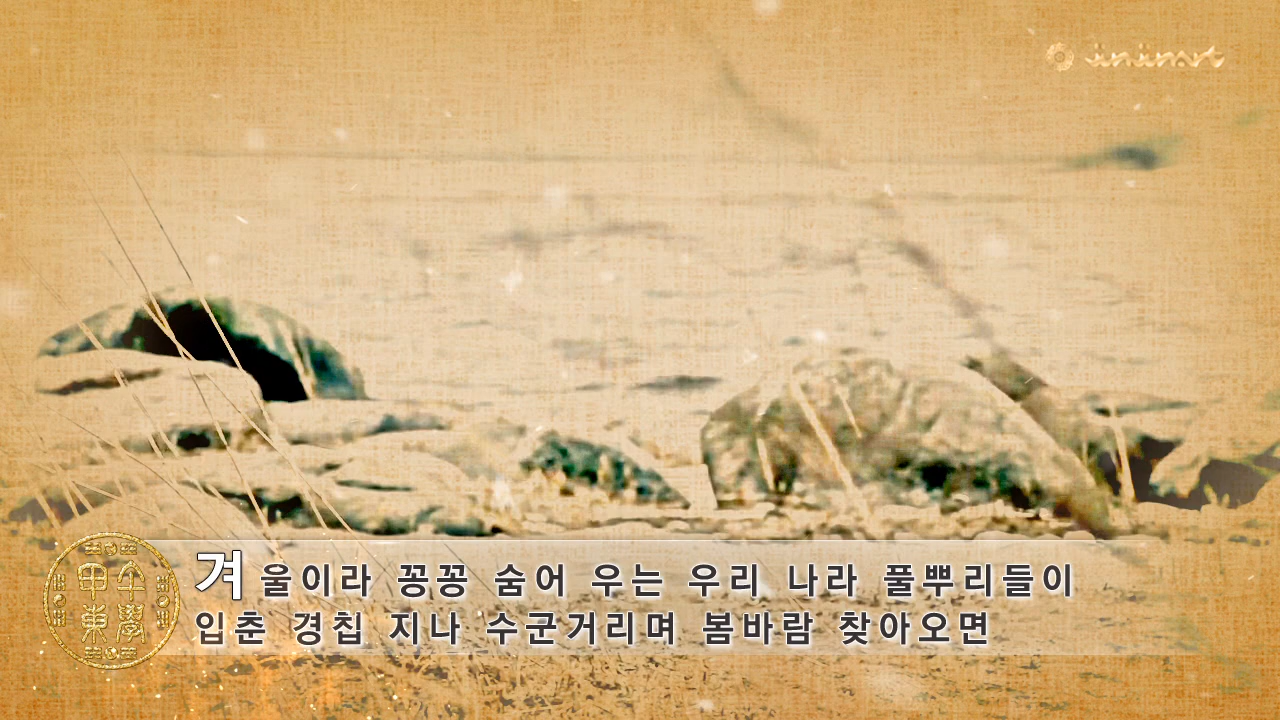 ininart
겨울이라 꽁꽁 숨어 우는 우리 나라 풀뿌리들이
입춘 경칩 지나 수군거리며 봄바람 찾아오면